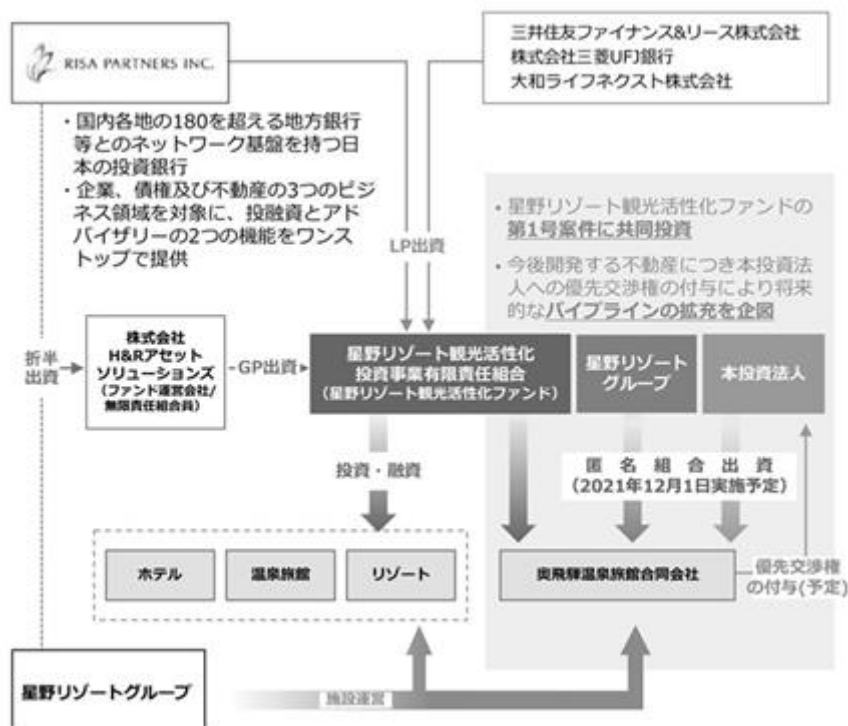 RISA PARTNERS INC.
三井住友ファイナンス&リース株式会社
株式会社三菱UFJ銀行
大和ライフネクスト株式会社
・国内各地の180を超える地方銀行
等とのネットワーク基盤を持つ日
本の投資銀行
・企業、債権及び不動産の3つのビジ
ネス領域を対象に、投融資とアド
バイザリーの2つの機能をワンス
トップで提供
LP出資
・星野リゾート観光活性化ファンドの
第1号案件に共同投資
・今後開発する不動産につき本投資法
人への優先交渉権の付与により将来
的なパイプラインの拡充を企図
折半
出資
株式会社
H&Rアセット
ソリューションズ
（ファンド運営会社/
無限責任組合員）
GP出資
星野リゾート観光活性化
投資事業有限責任組合
（星野リゾート観光活性化ファンド）
星野リゾート
グループ
本投資法人
投資・融資
匿名組合出資
（2021年12月1日実施予定）
ホテル
温泉旅館
リゾート
奥飛騨温泉旅館合同会社
優先交渉権
の付与(予定)
星野リゾートグループ
施設運営